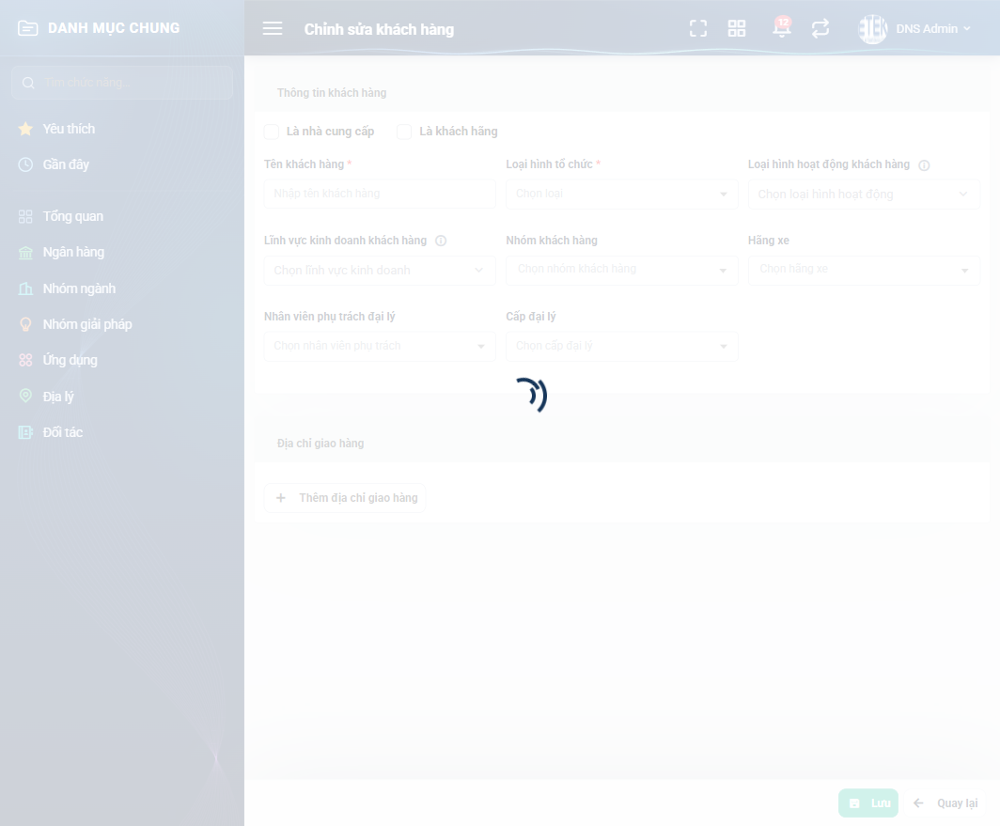 DANH MỤC CHUNG
Chỉnh sửa khách hàng
12
DNS Admin
Tìm chức năng...
Yêu thích
Gần đây
Tổng quan
Ngân hàng
Nhóm ngành
Nhóm giải pháp
Ứng dụng
Địa lý
Đối tác
Thông tin khách hàng
Là nhà cung cấp
Là khách hãng
Tên khách hàng *
Loại hình tổ chức *
Loại hình hoạt động khách hàng
Nhập tên khách hàng
Chọn loại
Chọn loại hình hoạt động
Lĩnh vực kinh doanh khách hàng
Nhóm khách hàng
Hãng xe
Chọn lĩnh vực kinh doanh
Chọn nhóm khách hàng
Chọn hãng xe
Nhân viên phụ trách đại lý
Cấp đại lý
Chọn nhân viên phụ trách
Chọn cấp đại lý
Địa chỉ giao hàng
Thêm địa chỉ giao hàng
Lưu
Quay lại